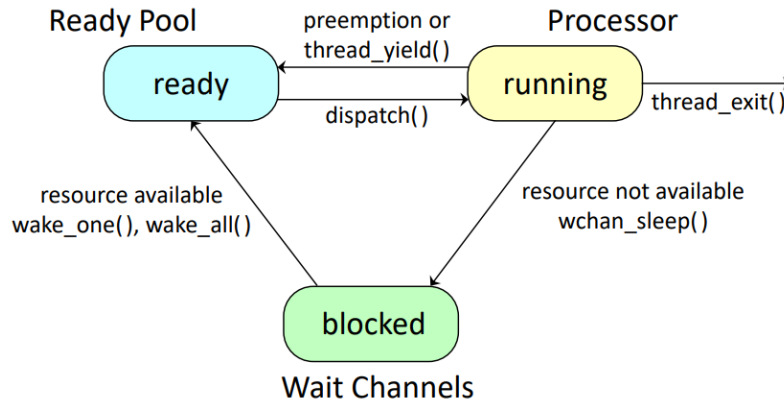 Ready Pool
Processor
preemption or
thread_yield()
ready
running
dispatch()
thread_exit()
resource available
wake_one(), wake_all()
resource not available
wchan_sleep()
blocked
Wait Channels